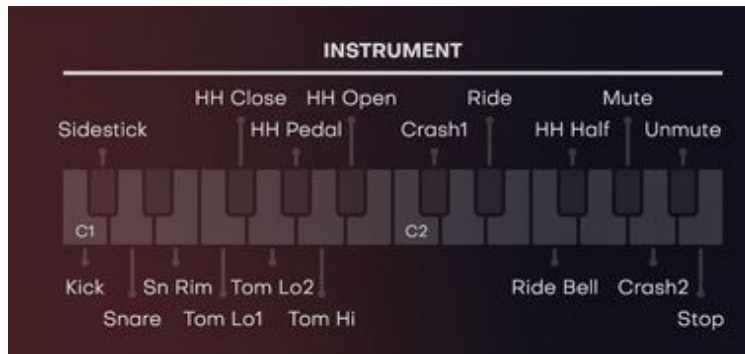 INSTRUMENT
HH Close HH Open Ride Mute
Sidestick HH Pedal Crash1 HH Half Unmute
C1 C2
Kick Sn Rim Tom Lo2 Ride Bell Crash2
Snare Tom Lo1 Tom Hi Stop